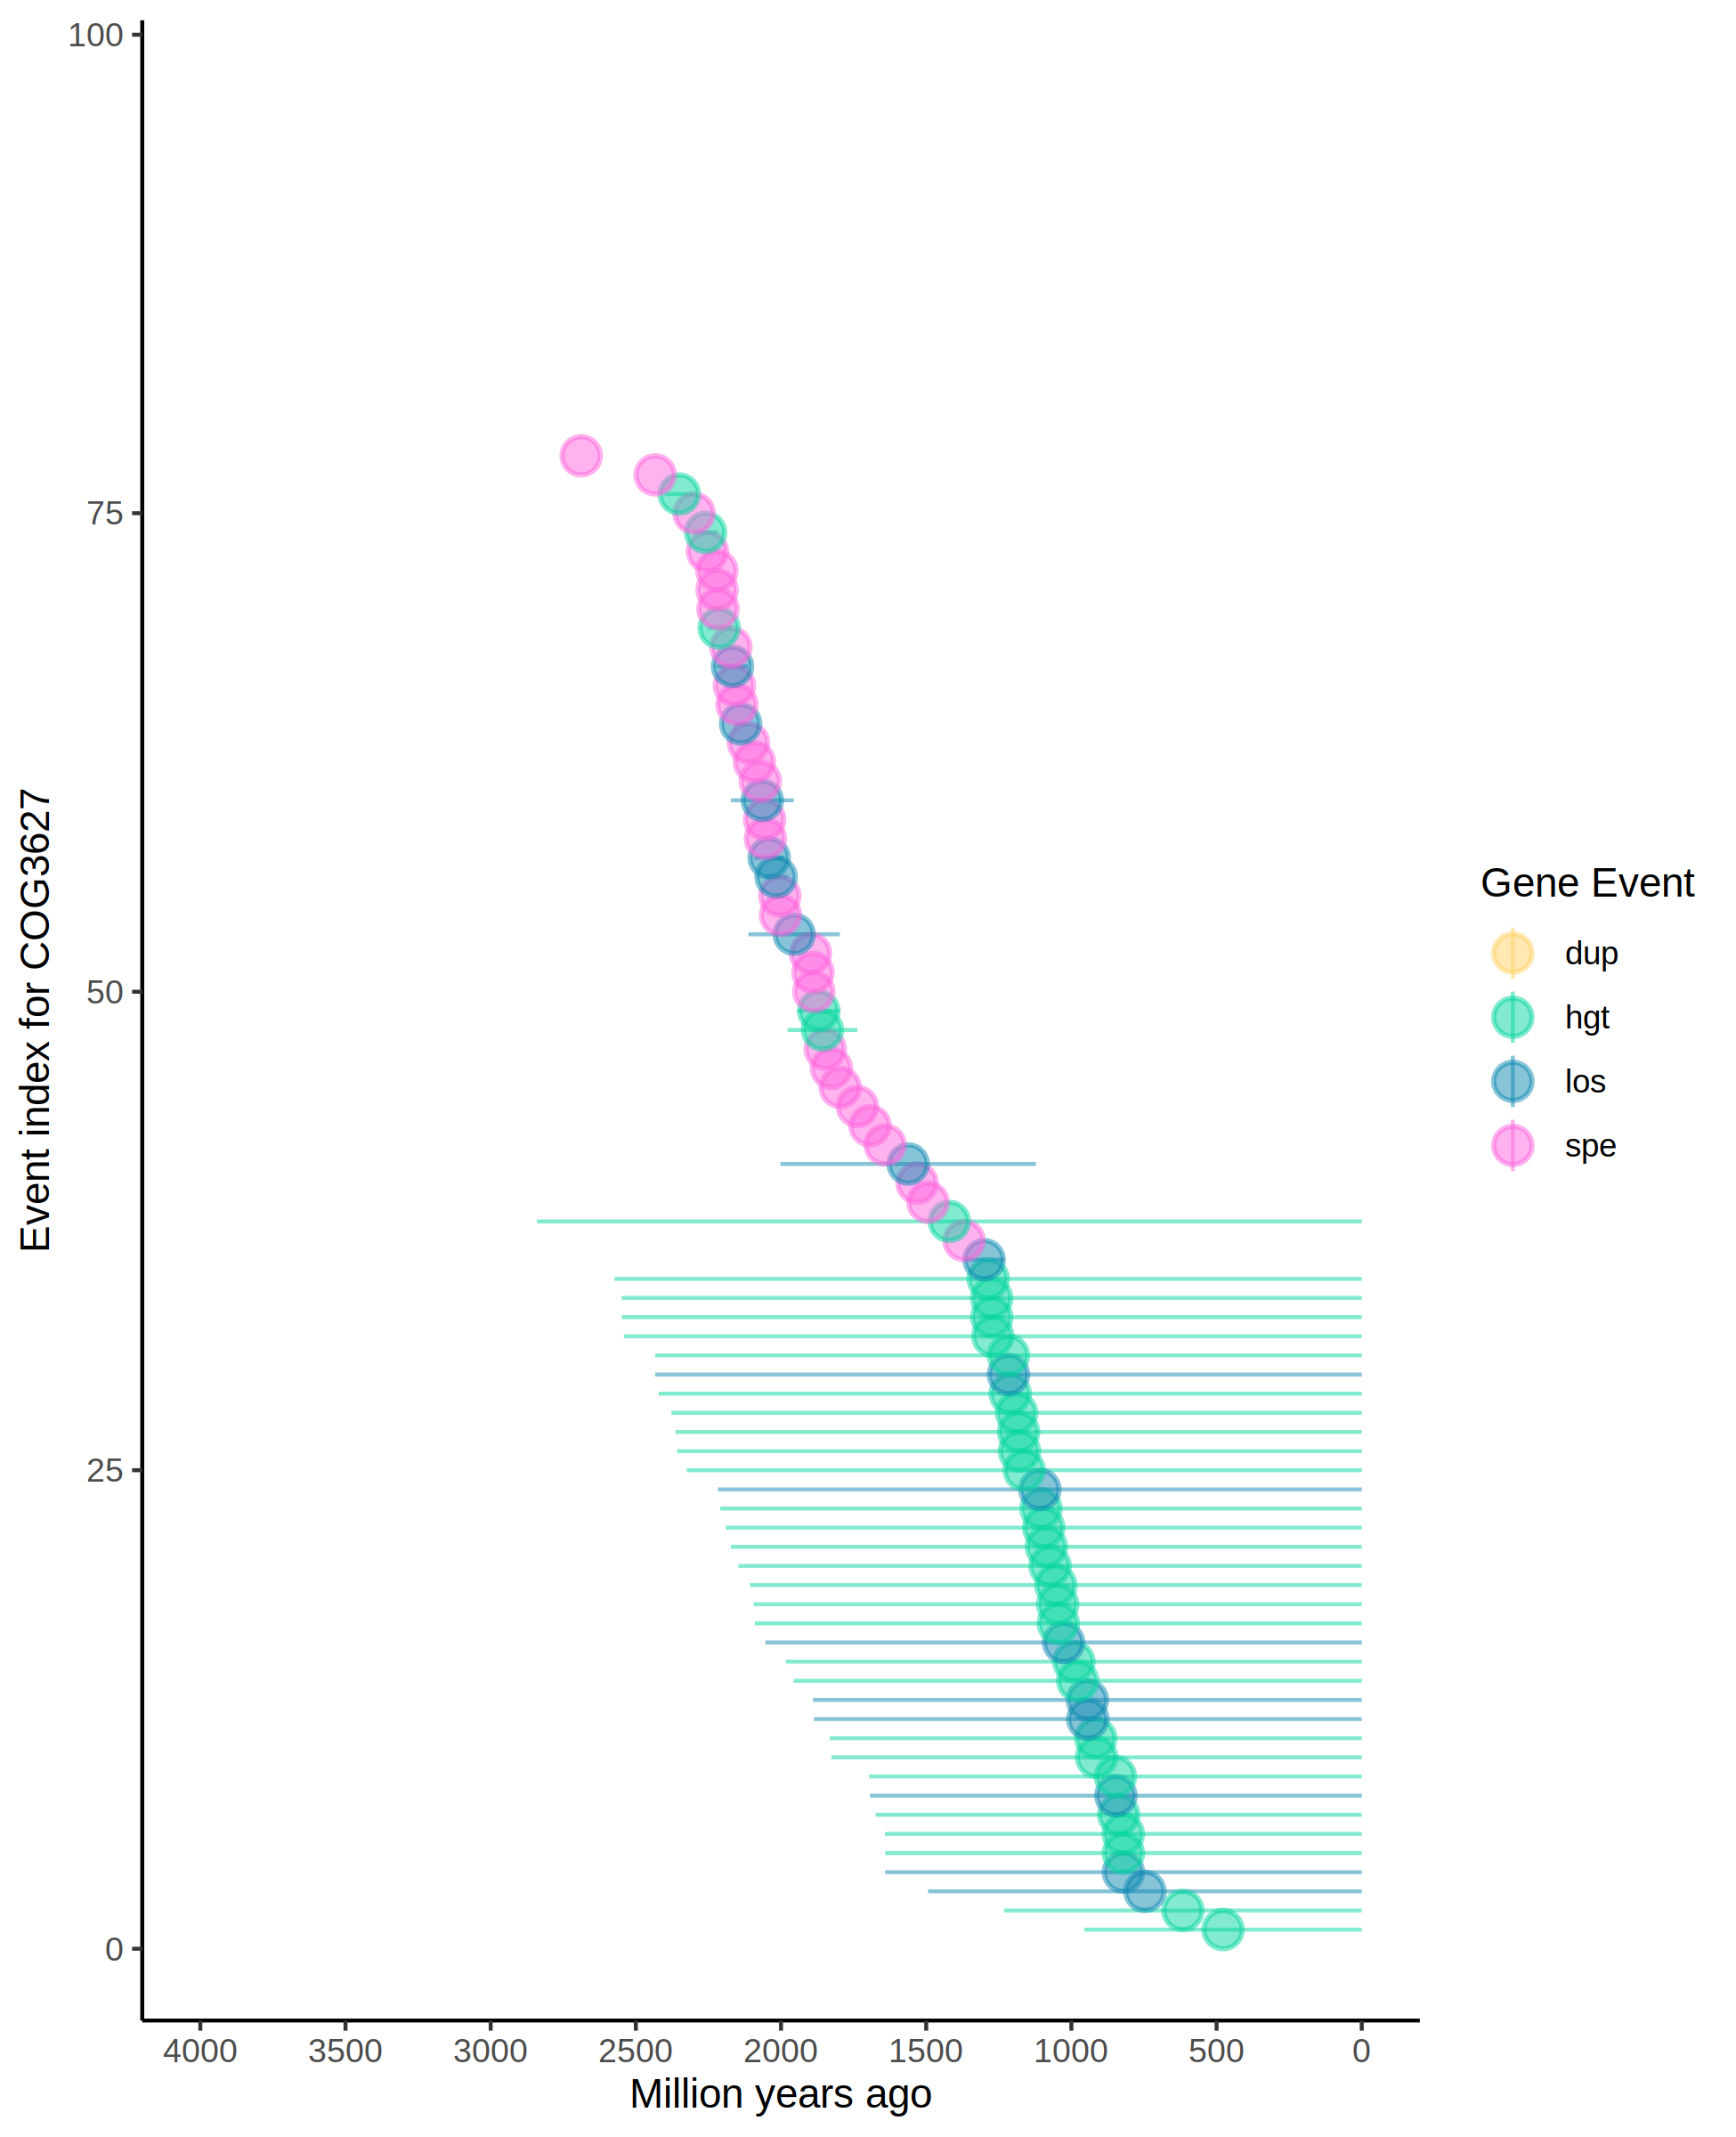 100
75
50
25
0
Event index for COG3627
4000 3500 3000 2500 2000 1500 1000 500 0
Million years ago
Gene Event
dup
hgt
los
spe